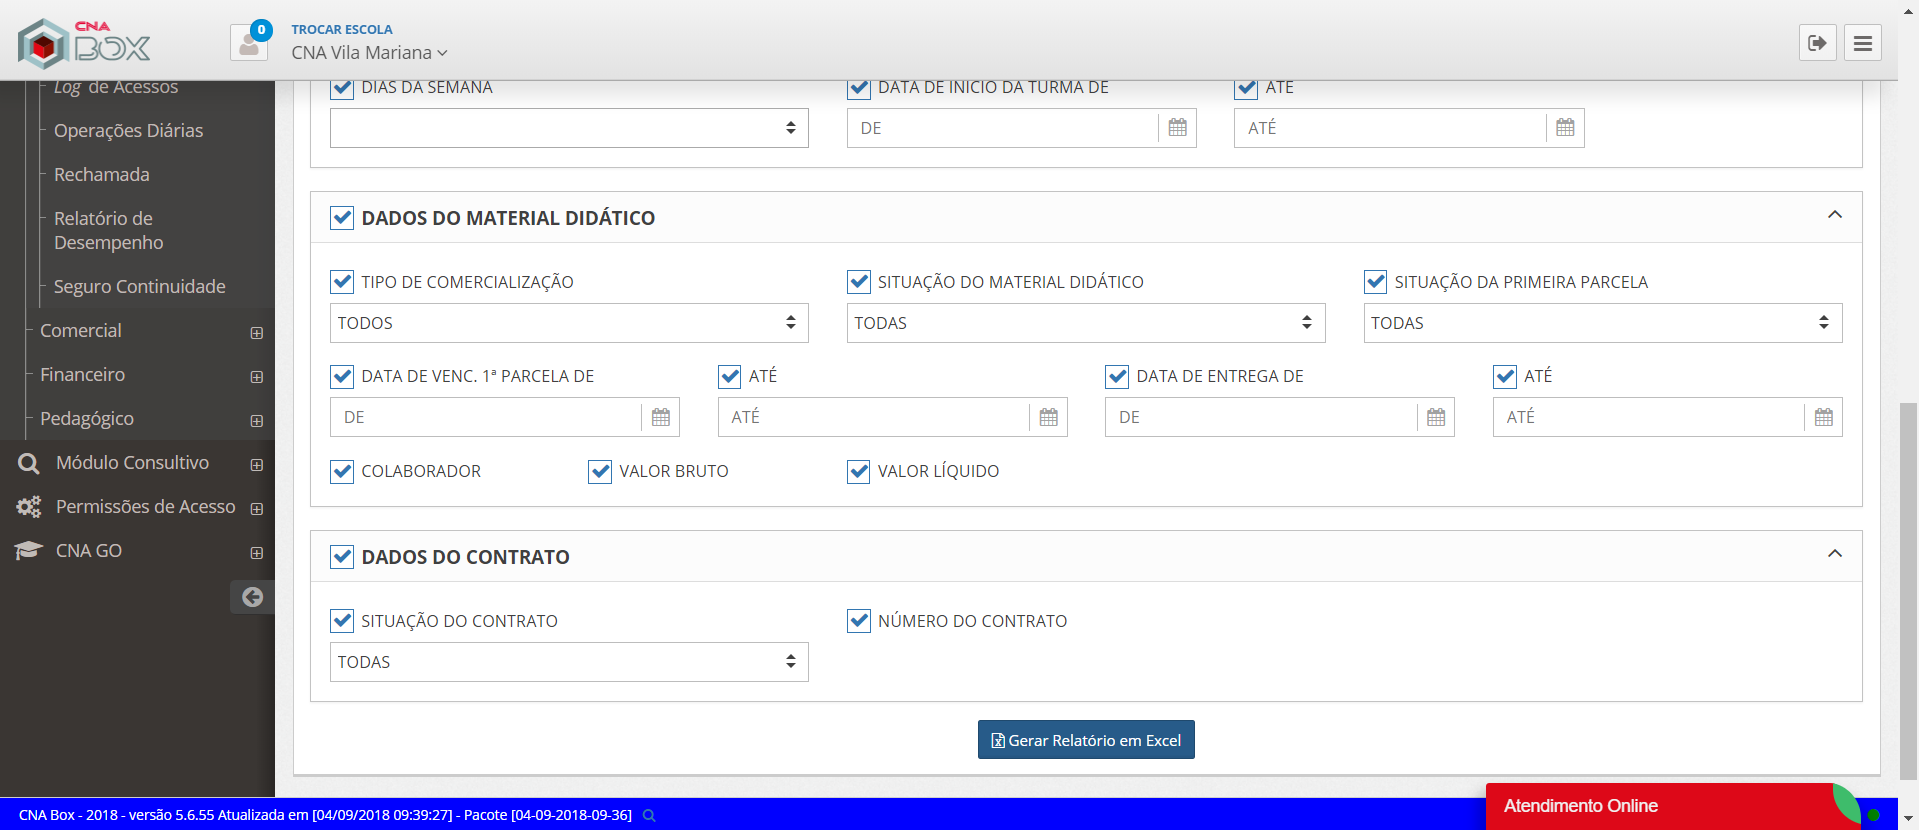 CNA
BOX
0
TROCAR ESCOLA
CNA Vila Mariana
Log de Acessos
Operações Diárias
Rechamada
Relatório de
Desempenho
Seguro Continuidade
Comercial
Financeiro
Pedagógico
Módulo Consultivo
Permissões de Acesso
CNA GO
DIAS DA SEMANA
DATA DE INÍCIO DA TURMA DE
ATÉ
DE
ATÉ
DADOS DO MATERIAL DIDÁTICO
TIPO DE COMERCIALIZAÇÃO
SITUAÇÃO DO MATERIAL DIDÁTICO
SITUAÇÃO DA PRIMEIRA PARCELA
TODOS
TODAS
TODAS
DATA DE VENC. 1ª PARCELA DE
ATÉ
DATA DE ENTREGA DE
ATÉ
DE
ATÉ
DE
ATÉ
COLABORADOR
VALOR BRUTO
VALOR LÍQUIDO
DADOS DO CONTRATO
SITUAÇÃO DO CONTRATO
NÚMERO DO CONTRATO
TODAS
Gerar Relatório em Excel
CNA Box - 2018 - versão 5.6.55 Atualizada em [04/09/2018 09:39:27] - Pacote [04-09-2018-09-36]
Atendimento Online